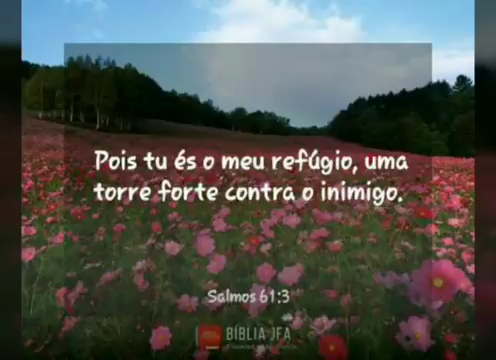 Pois tu és o meu refúgio, uma
torre forte contra o inimigo.
Salmos 61:3
BÍBLIA JFA